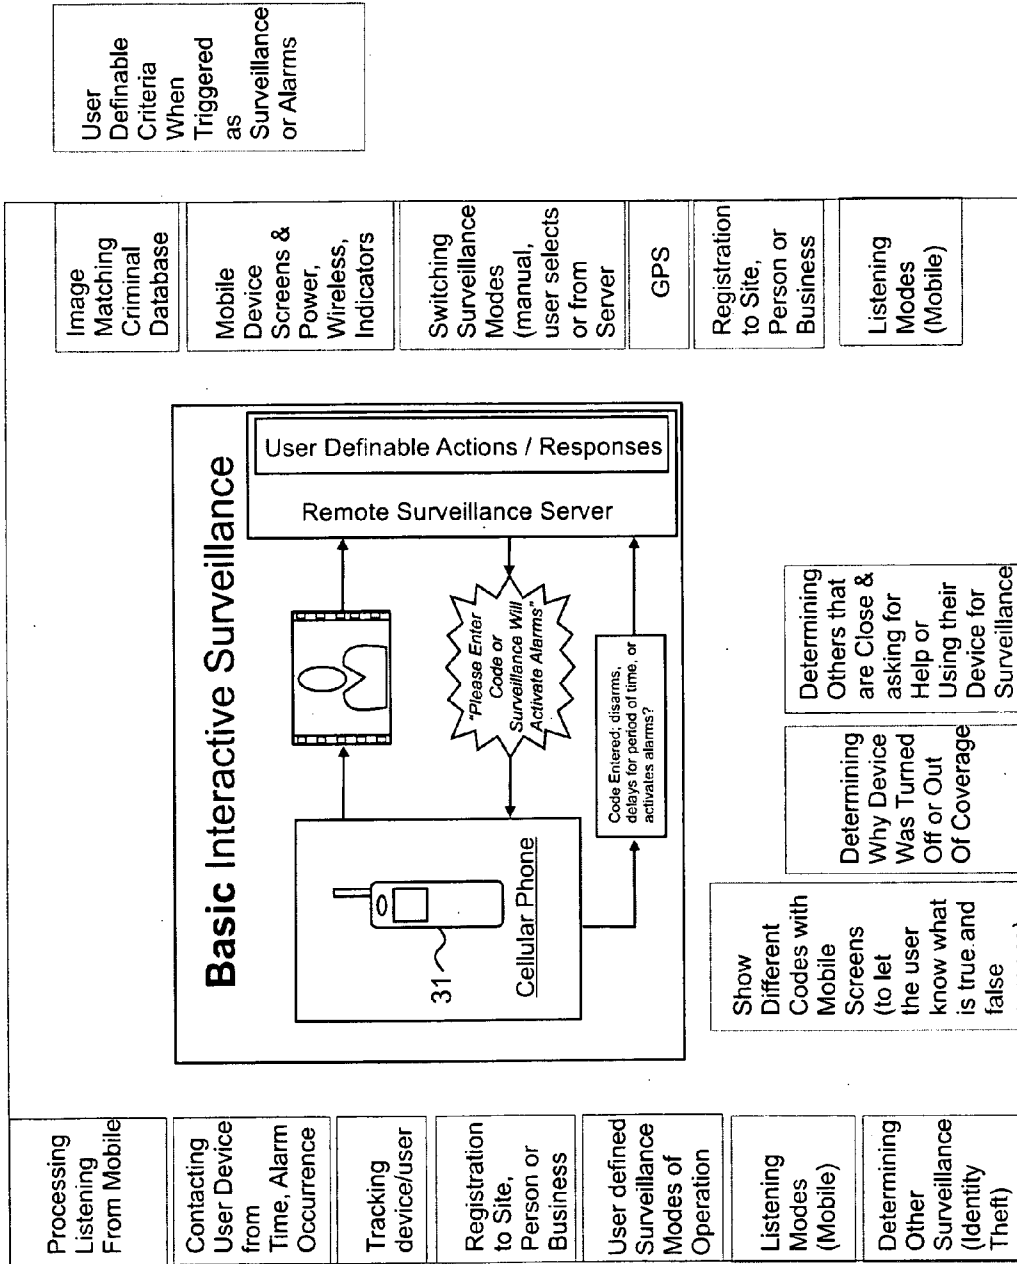 Processing
Listening
From Mobile
Contacting
User Device
from
Time, Alarm
Occurrence
Tracking
device/user
Registration
to Site,
Person or
Business
User defined
Surveillance
Modes of
Operation
Listening
Modes
(Mobile)
Determining
Other
Surveillance
(Identity
Theft)
Basic Interactive Surveillance
31
Cellular Phone
"Please Enter
Code or
Surveillance Will
Activate Alarms"
Code Entered; disarms,
delays for period of time, or
activates alarms?
User Definable Actions / Responses
Remote Surveillance Server
Show
Different
Codes with
Mobile
Screens
(to let
the user
know what
is true and
false
Determining
Why Device
Was Turned
Off or Out
Of Coverage
Determining
Others that
are Close &
asking for
Help or
Using their
Device for
Surveillance
Image
Matching
Criminal
Database
Mobile
Device
Screens &
Power,
Wireless,
Indicators
Switching
Surveillance
Modes
(manual,
user selects
or from
Server
GPS
Registration
to Site,
Person or
Business
Listening
Modes
(Mobile)
User
Definable
Criteria
When
Triggered
as
Surveillance
or Alarms